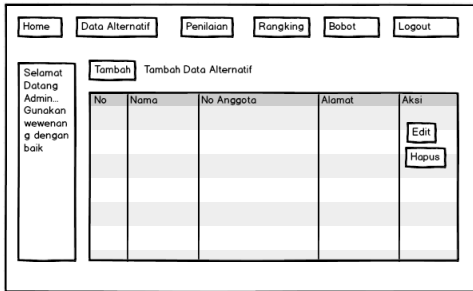 Home Data Alternatif Penilaian Rangking Bobot Logout
Selamat
Datang
Admin...
Gunakan
wewenan
g dengan
baik
Tambah Tambah Data Alternatif
No Nama No Anggota Alamat Aksi
Edit
Hapus